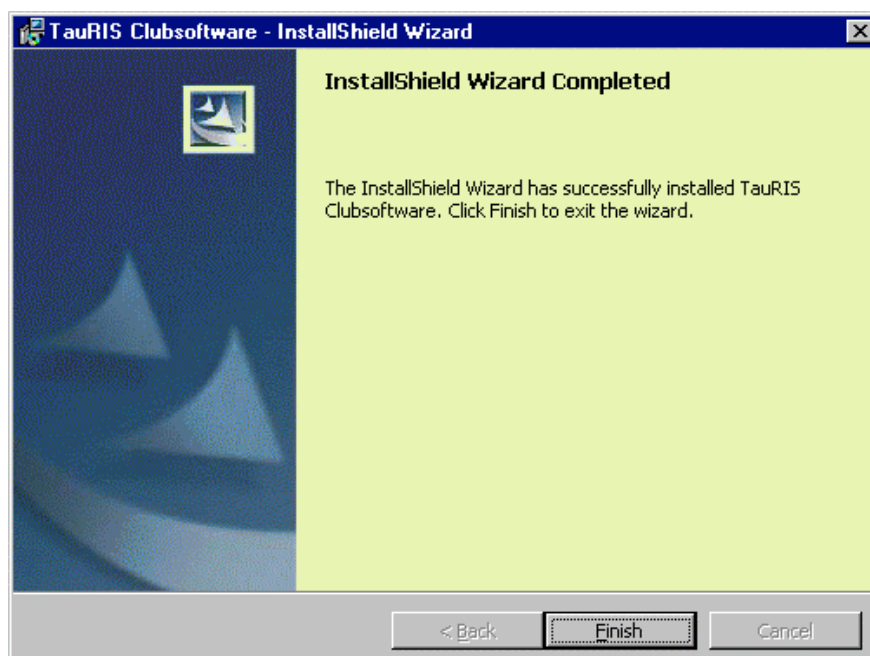 TauRIS Clubsoftware - InstallShield Wizard
InstallShield Wizard Completed
The InstallShield Wizard has successfully installed TauRIS
Clubsoftware. Click Finish to exit the wizard.
< Back
Finish
Cancel